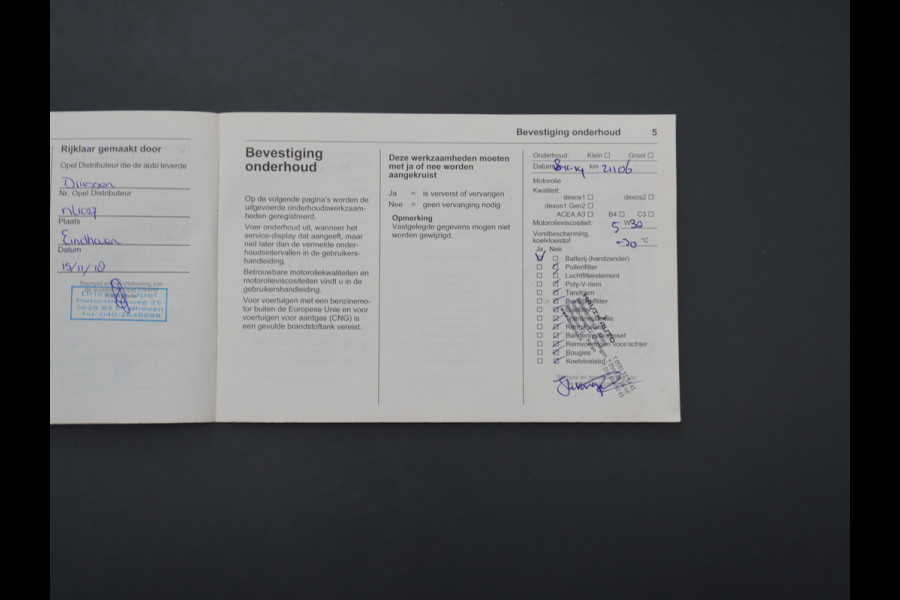 Rijklaar gemaakt door
Opel Distributeur die de auto leverde
Driessen
Nr. Opel Distributeur
Plaats
Eindhoven
Datum
15/11/'10
Bevestiging
onderhoud
Op de volgende pagina's worden de
uitgevoerde onderhoudswerkzaam-
heden geregistreerd.
Voer onderhoud uit, wanneer het
service-display dat aangeeft, maar
niet later dan de vermelde onder-
houdsintervallen in de gebruikers-
handleiding.
Betrouwbare motoroliekwaliteiten en
motorolieviscositeiten vindt u in de
gebruikershandleiding.
Voor voertuigen met een benzinemo-
tor buiten de Europese Unie en voor
voertuigen voor aardgas (CNG) is
een gevulde brandstoftank vereist.
Deze werkzaamheden moeten
met ja of nee worden
aangekruist
Ja = is ververst of vervangen
Nee = geen vervanging nodig
Opmerking
Vastgelegde gegevens mogen niet
worden gewijzigd.
Bevestiging onderhoud 5
Onderhoud: Klein Groot
Datum km 21106
Motorolie
Kwaliteit:
dexos1 dexos2
dexos1 Gen2
ACEA A3 B4 C3
Motorolieviscositeit: 5 W30
Vorstbescherming,
koelvloeistof -30 °C
Ja Nee
Batterij (handzender)
Pollenfilter
Luchtfilterelement
Poly-V-riem
Tandriem
Remvoeringen voor/achter
Bougies
Koelvloeistof